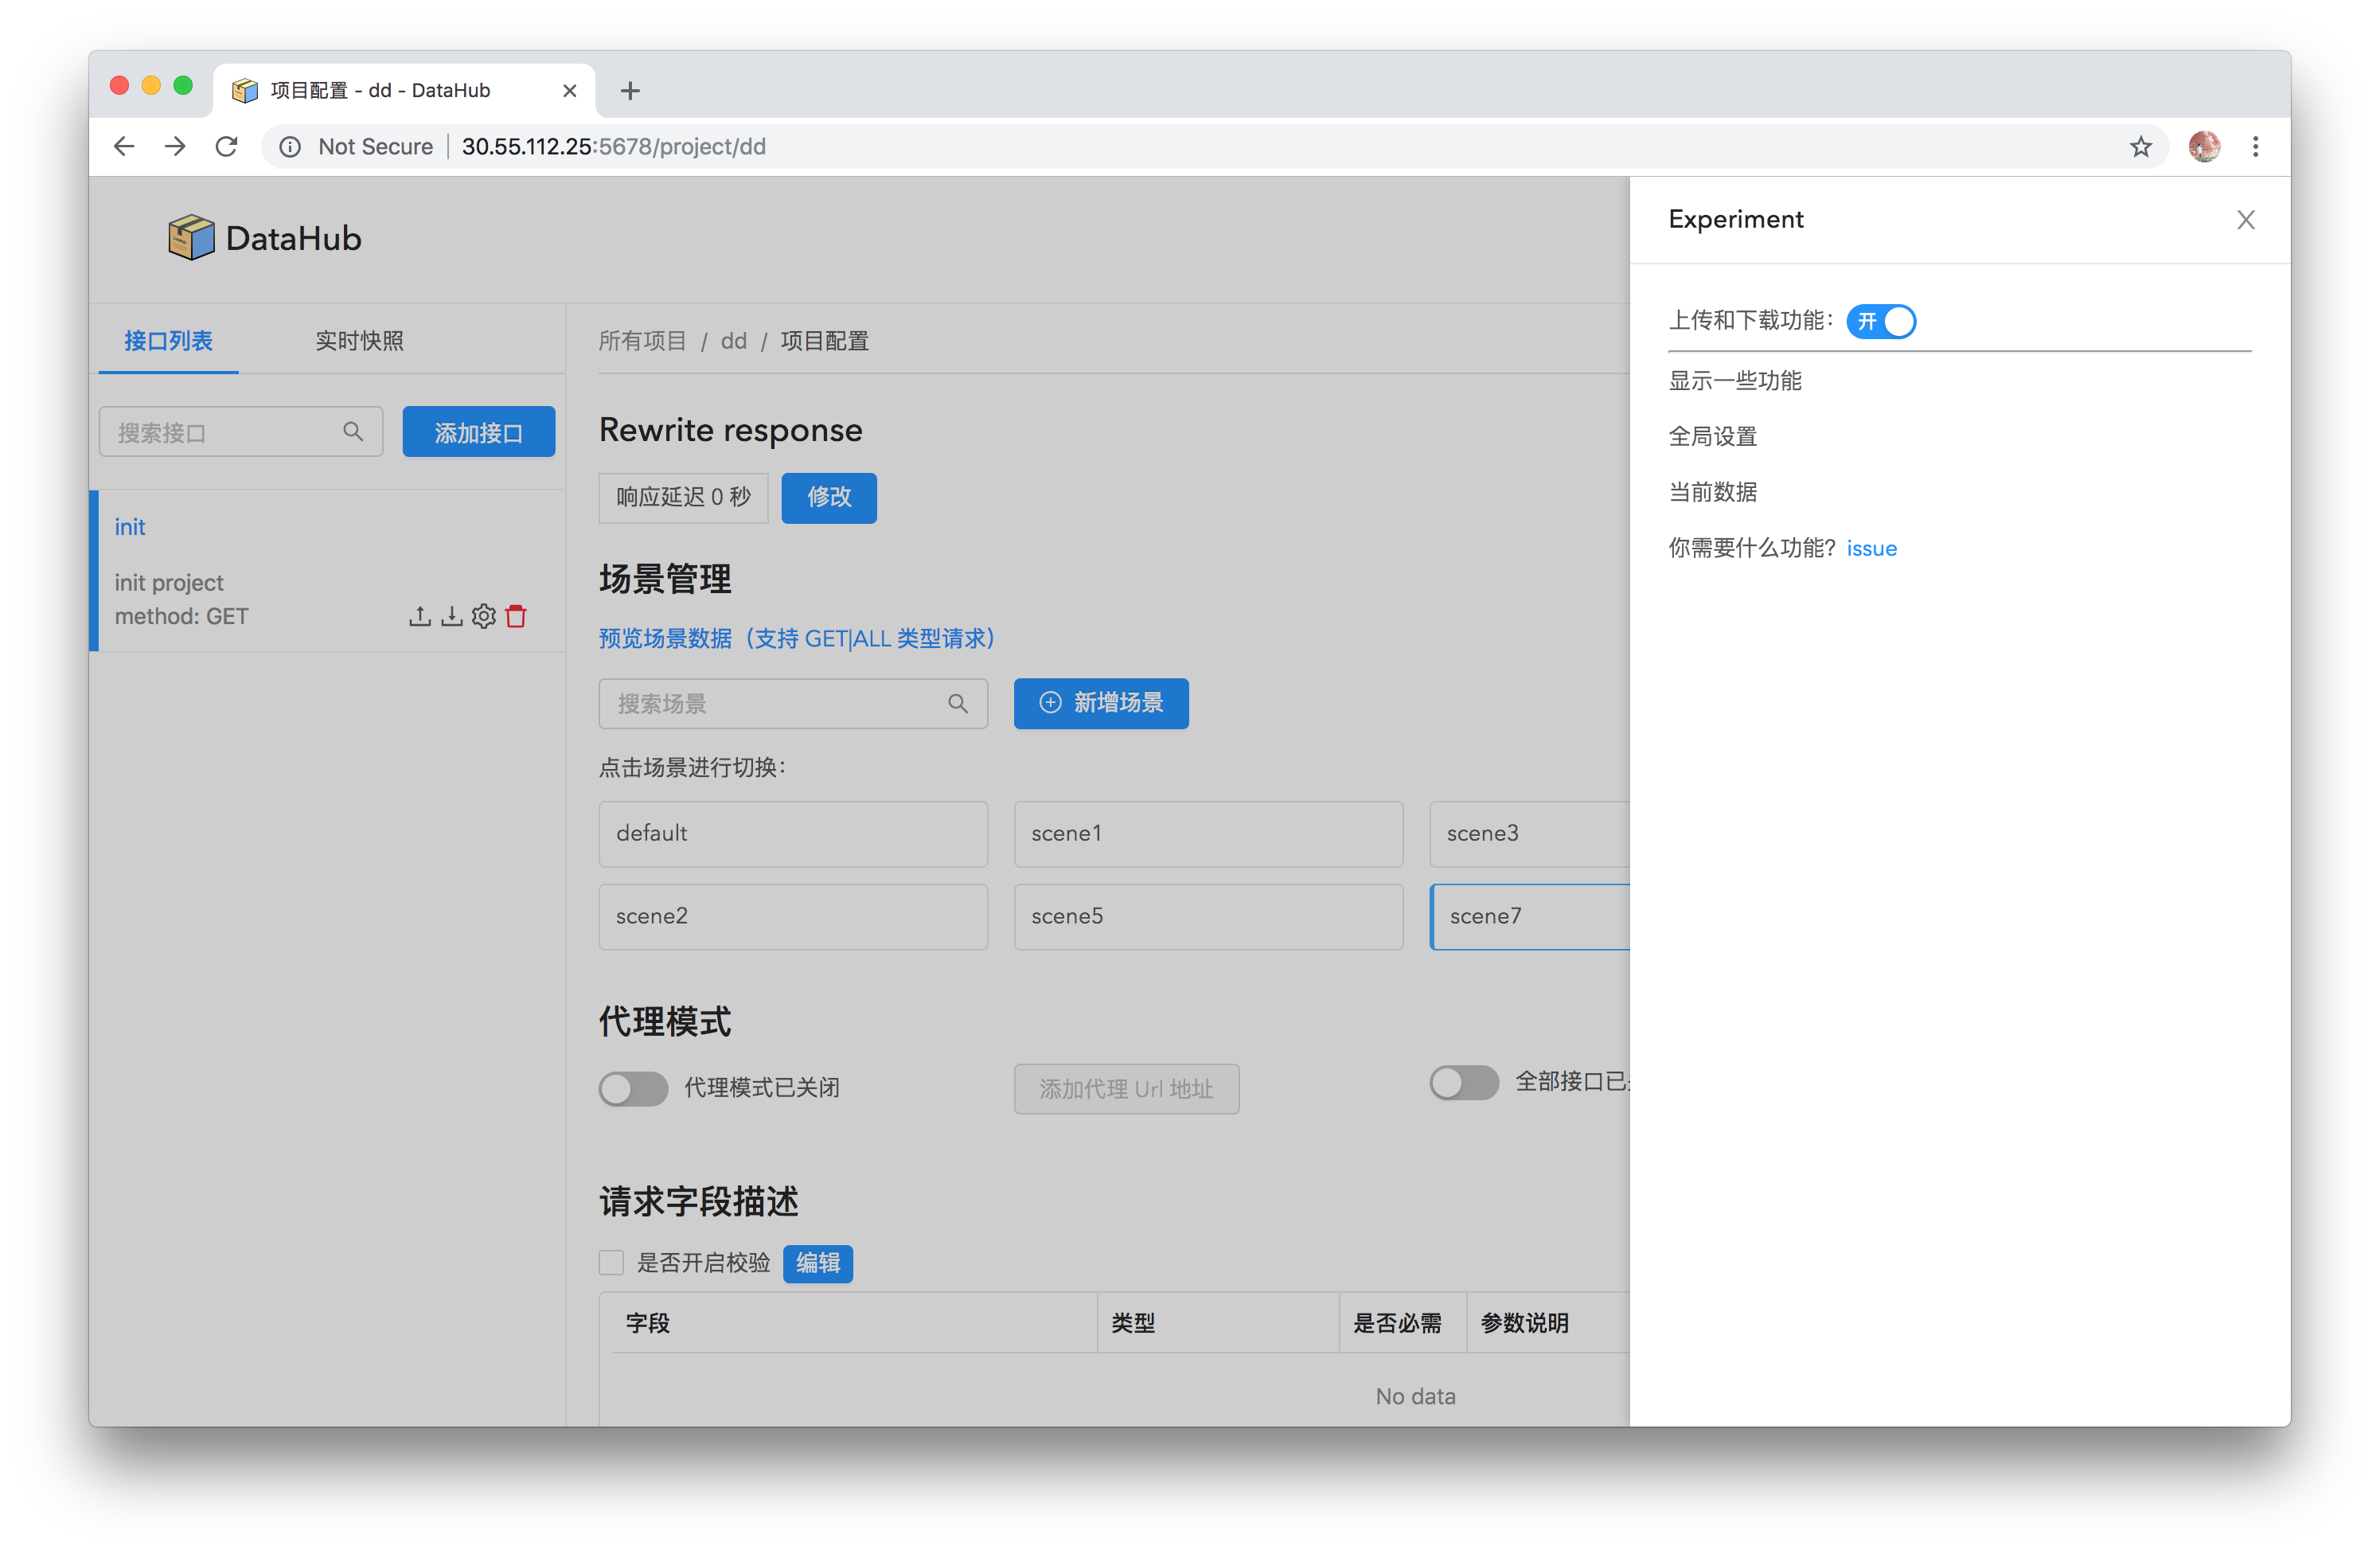 项目配置 - dd - DataHub
Not Secure
30.55.112.25:5678/project/dd
DataHub
接口列表
实时快照
搜索接口
添加接口
init
init project
method: GET
所有项目 / dd / 项目配置
Rewrite response
响应延迟 0 秒
修改
场景管理
预览场景数据（支持 GET|ALL 类型请求）
搜索场景
新增场景
点击场景进行切换：
default
scene1
scene3
scene2
scene5
scene7
代理模式
代理模式已关闭
添加代理 Url 地址
全部接口已
请求字段描述
是否开启校验
编辑
字段
类型
是否必需
参数说明
No data
Experiment
上传和下载功能：
开
显示一些功能
全局设置
当前数据
你需要什么功能？ issue